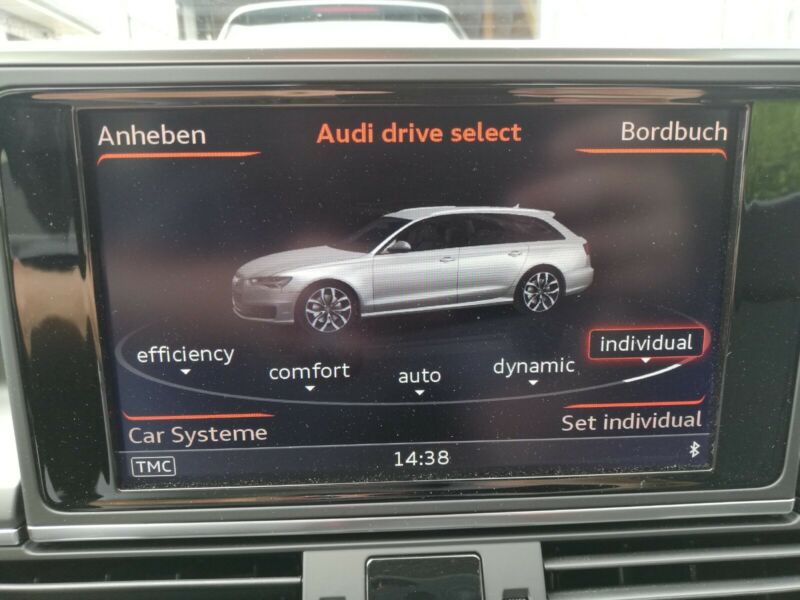 Anheben
Audi drive select
Bordbuch
efficiency
comfort
auto
dynamic
individual
Car Systeme
Set individual
TMC
14:38